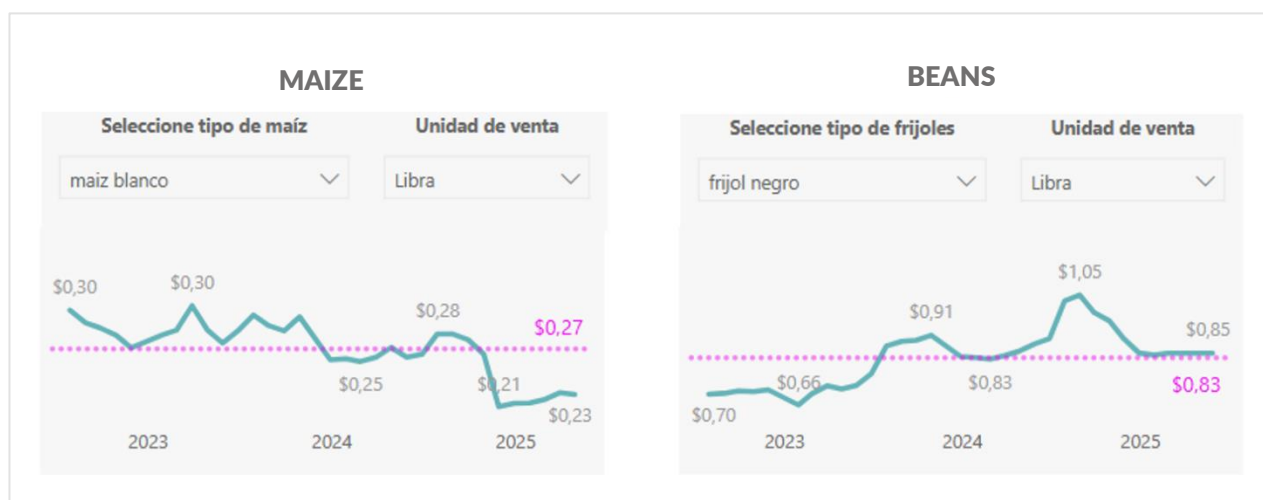 MAIZE
Seleccione tipo de maíz Unidad de venta
maiz blanco Libra
$0,30 $0,30
$0,28 $0,27
$0,25 $0,21
$0,23
2023 2024 2025
BEANS
Seleccione tipo de frijoles Unidad de venta
frijol negro Libra
$1,05
$0,91 $0,85
$0,66 $0,83 $0,83
$0,70
2023 2024 2025